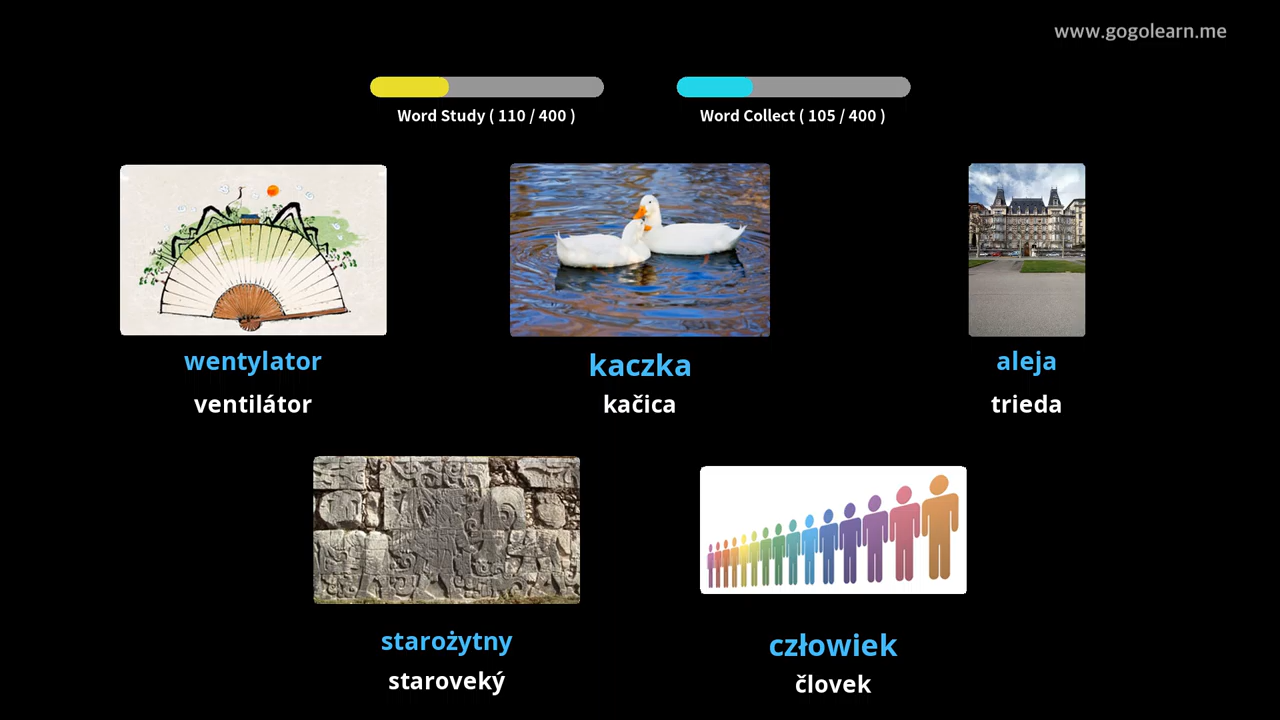 www.gogolearn.me
Word Study ( 110 / 400 )
Word Collect ( 105 / 400 )
wentylator
ventilátor
kaczka
kačica
aleja
trieda
starożytny
staroveký
człowiek
človek